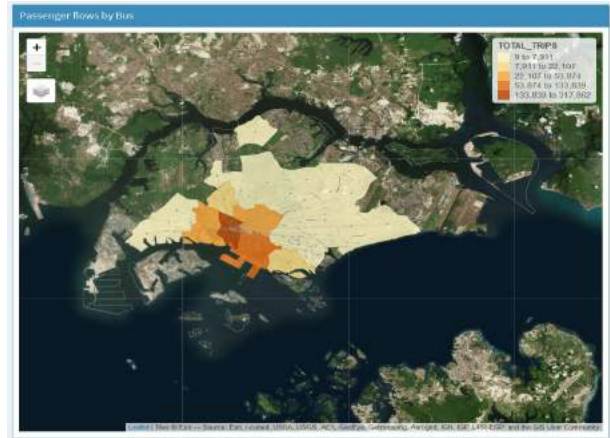 Passenger flows by Bus
+
−
TOTAL_TRIPS
9 to 7,911
7,911 to 22,107
22,107 to 53,874
53,874 to 133,839
133,839 to 317,862
Leaflet | Tiles © Esri — Source: Esri, i-cubed, USDA, USGS, AEX, GeoEye, Getmapping, Aerogrid, IGN, IGP, UPR-EGP, and the GIS User Community